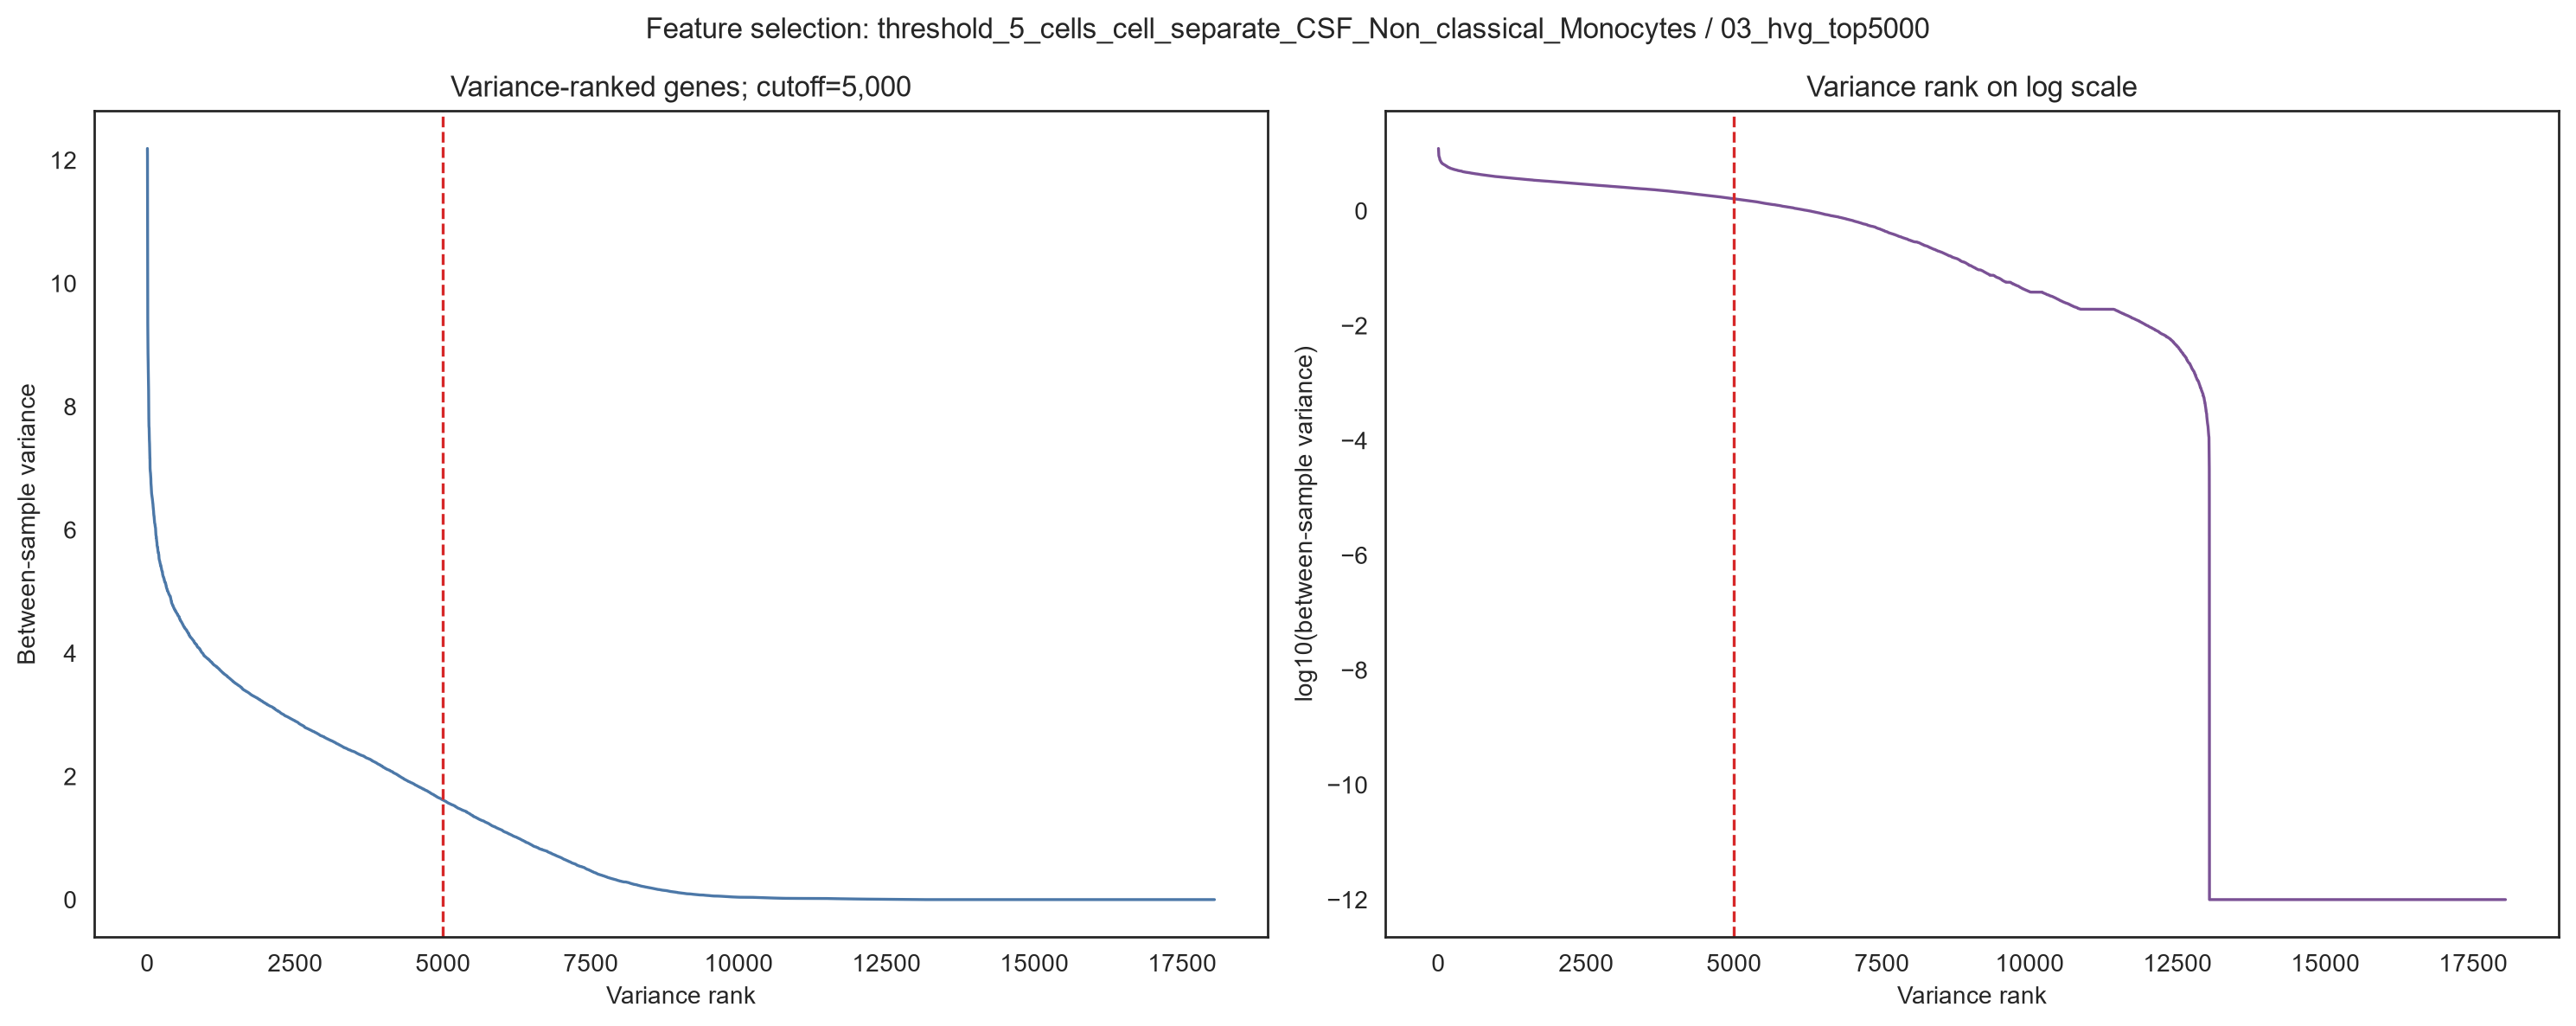 Feature selection: threshold_5_cells_cell_separate_CSF_Non_classical_Monocytes / 03_hvg_top5000
Variance-ranked genes; cutoff=5,000
12
10
8
6
4
2
0
Between-sample variance
0 2500 5000 7500 10000 12500 15000 17500
Variance rank
Variance rank on log scale
0
−2
−4
−6
−8
−10
−12
log10(between-sample variance)
0 2500 5000 7500 10000 12500 15000 17500
Variance rank